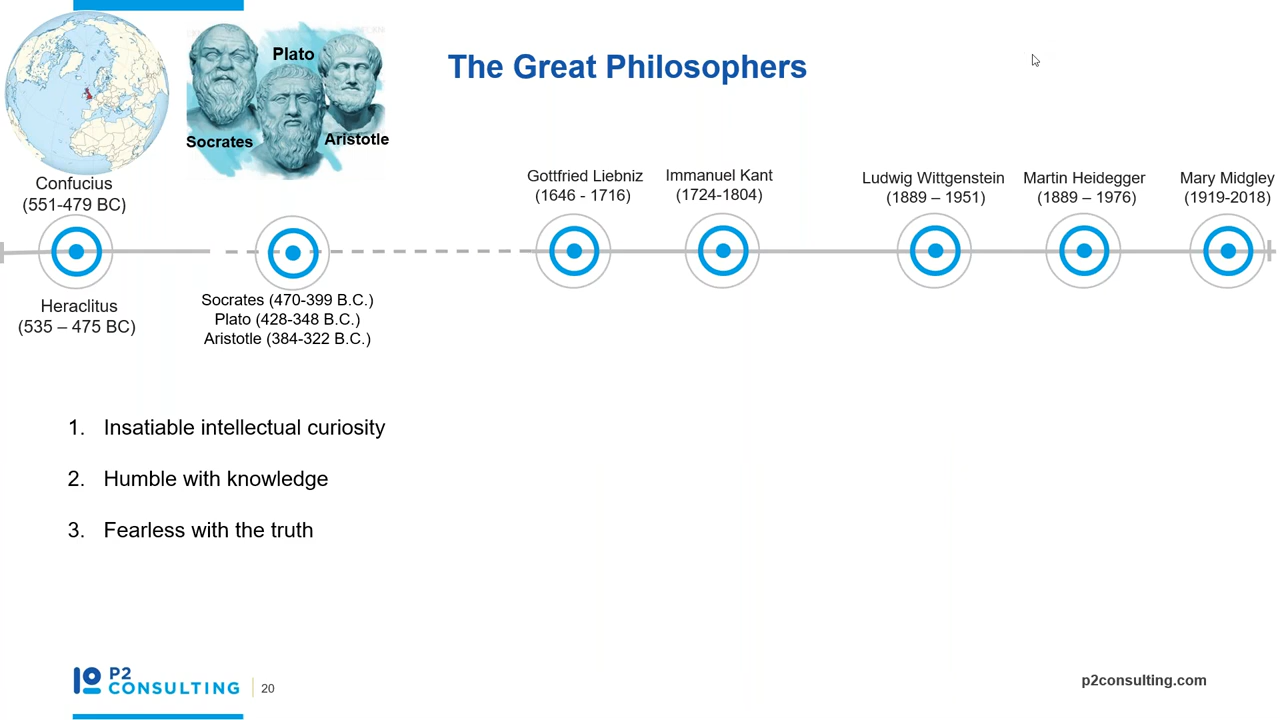 The Great Philosophers
Plato
Socrates
Aristotle
Confucius
(551-479 BC)
Gottfried Liebniz
(1646 - 1716)
Immanuel Kant
(1724-1804)
Ludwig Wittgenstein
(1889 – 1951)
Martin Heidegger
(1889 – 1976)
Mary Midgley
(1919-2018)
Heraclitus
(535 – 475 BC)
Socrates (470-399 B.C.)
Plato (428-348 B.C.)
Aristotle (384-322 B.C.)
1. Insatiable intellectual curiosity
2. Humble with knowledge
3. Fearless with the truth
P2
CONSULTING
20
p2consulting.com